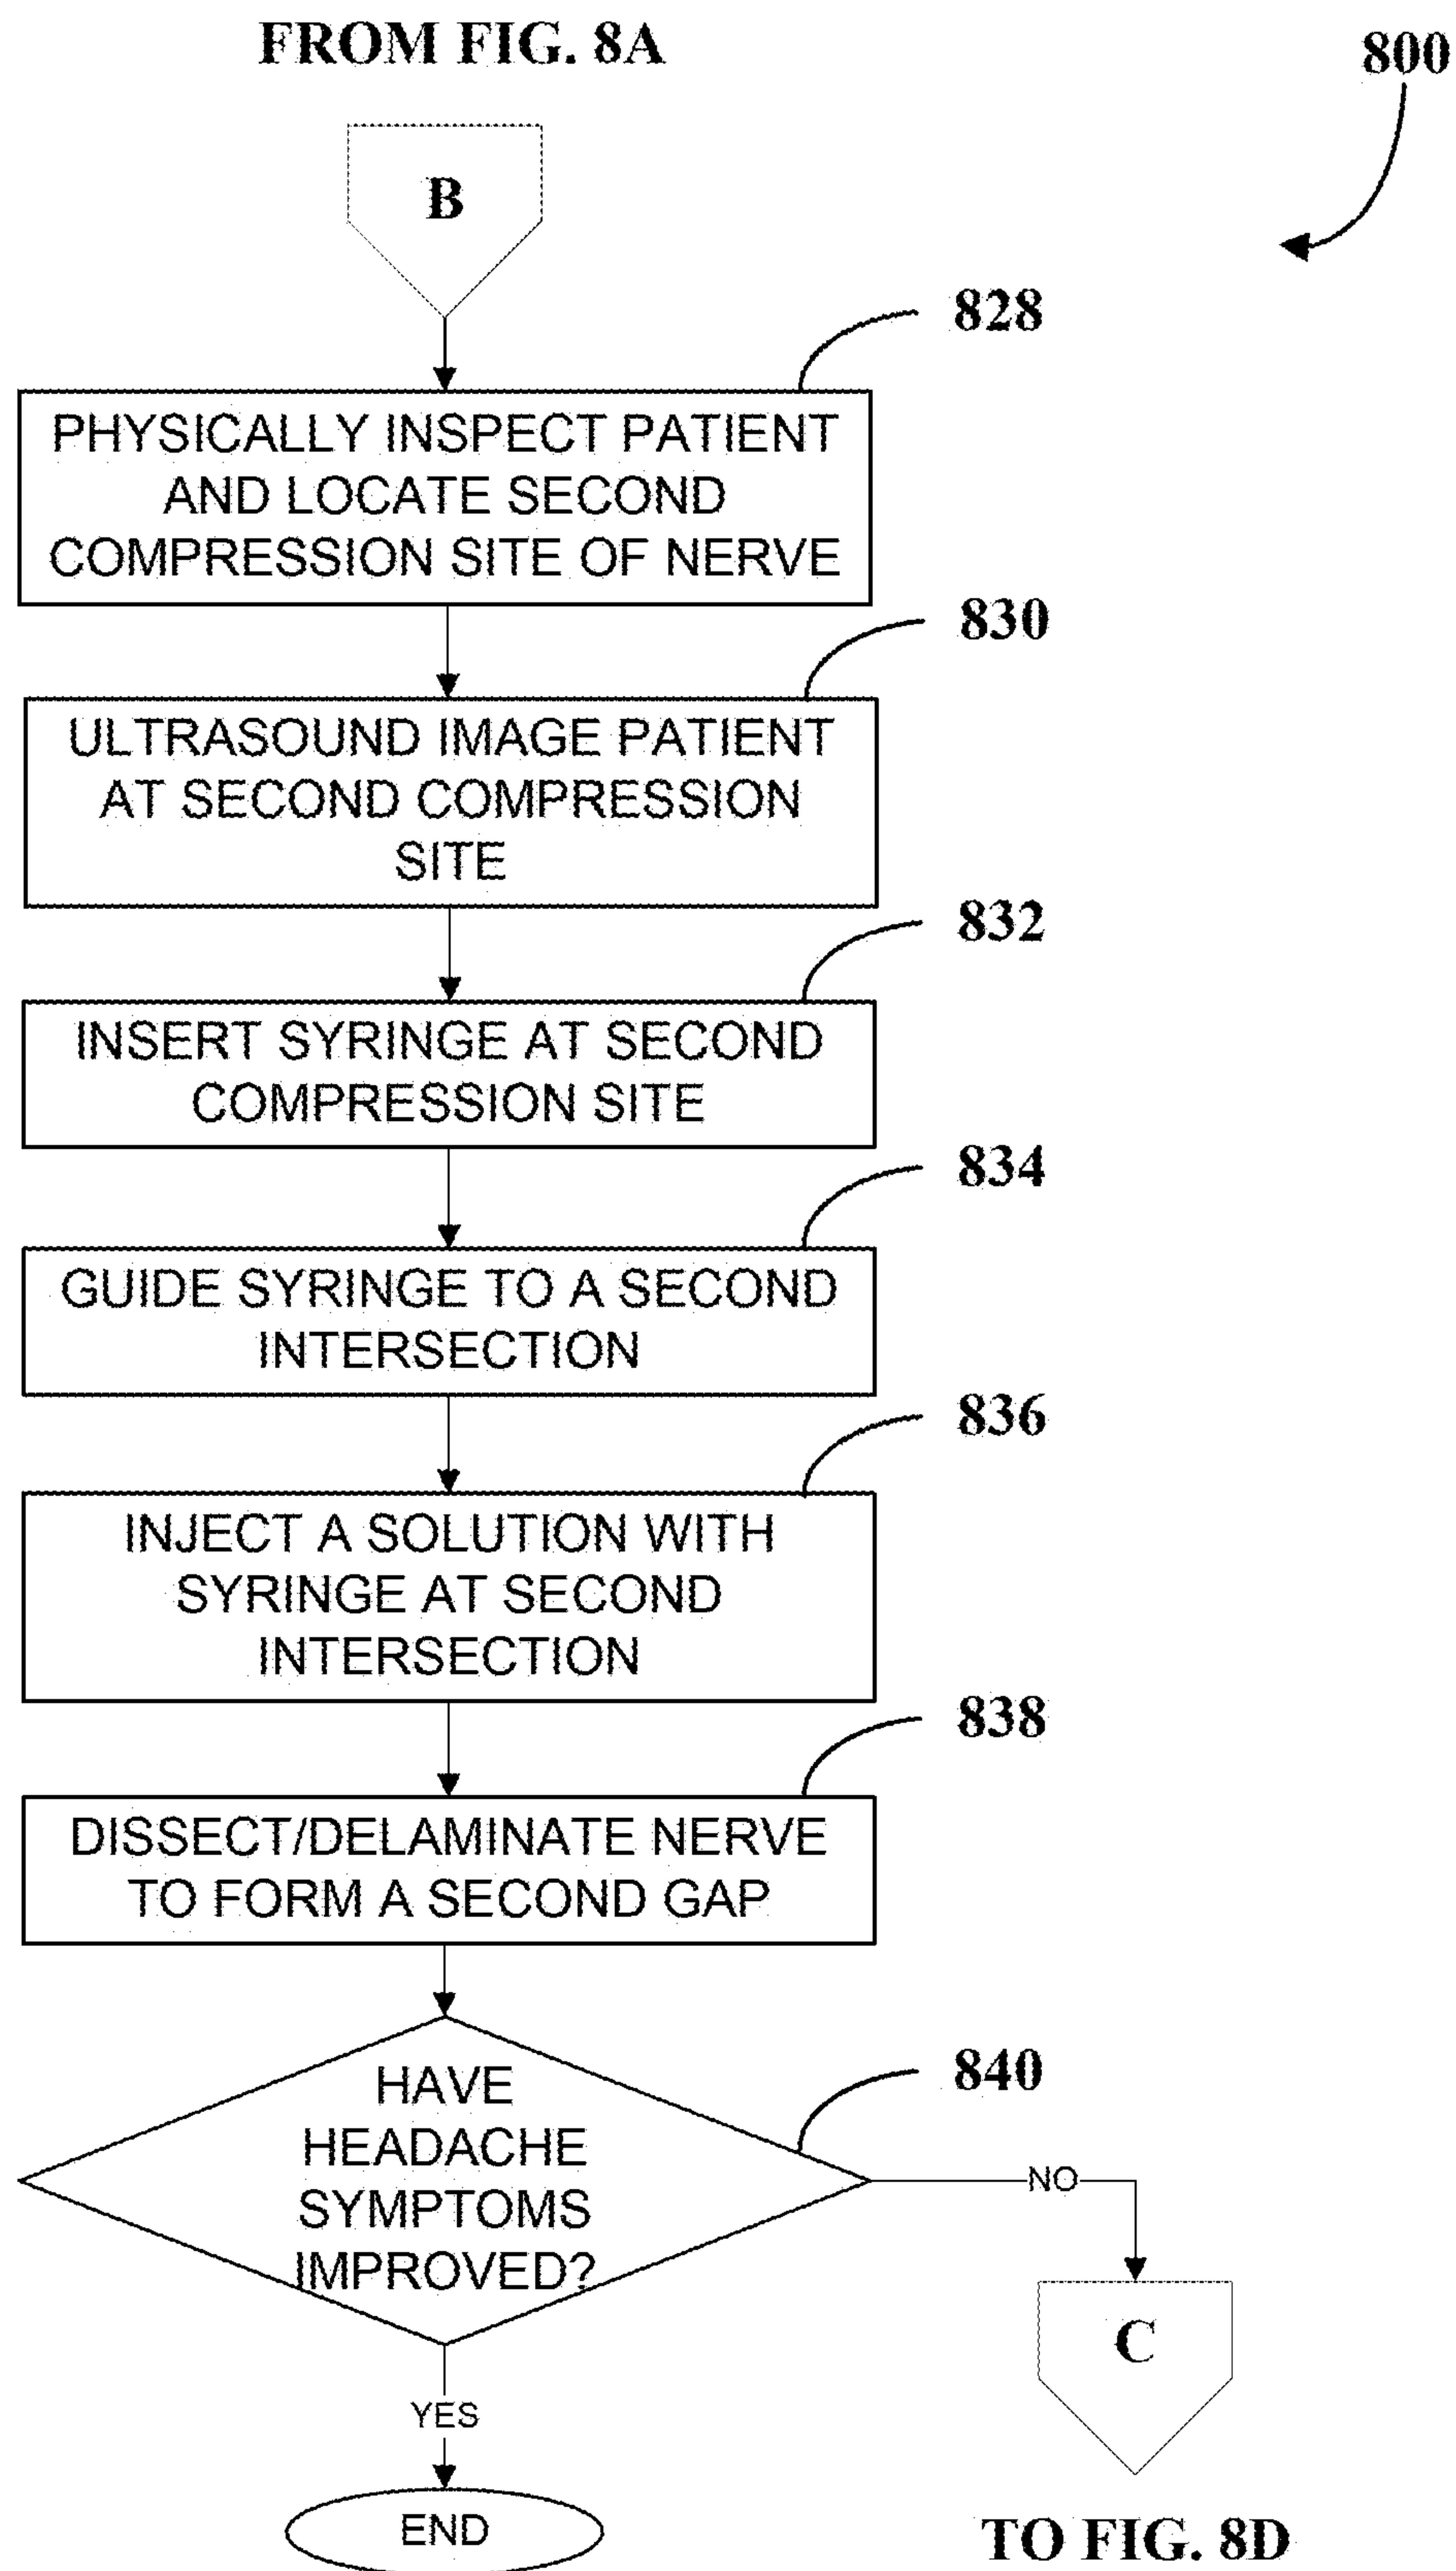 FROM FIG. 8A
800
B
828
PHYSICALLY INSPECT PATIENT
AND LOCATE SECOND
COMPRESSION SITE OF NERVE
830
ULTRASOUND IMAGE PATIENT
AT SECOND COMPRESSION
SITE
832
INSERT SYRINGE AT SECOND
COMPRESSION SITE
834
GUIDE SYRINGE TO A SECOND
INTERSECTION
836
INJECT A SOLUTION WITH
SYRINGE AT SECOND
INTERSECTION
838
DISSECT/DELAMINATE NERVE
TO FORM A SECOND GAP
840
HAVE
HEADACHE
SYMPTOMS
IMPROVED?
NO
C
YES
END
TO FIG. 8D